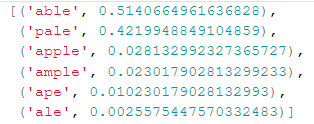 [('able', 0.5140664961636828),
('pale', 0.4219948849104859),
('apple', 0.028132992327365727),
('ample', 0.023017902813299233),
('ape', 0.010230179028132993),
('ale', 0.0025575447570332483)]